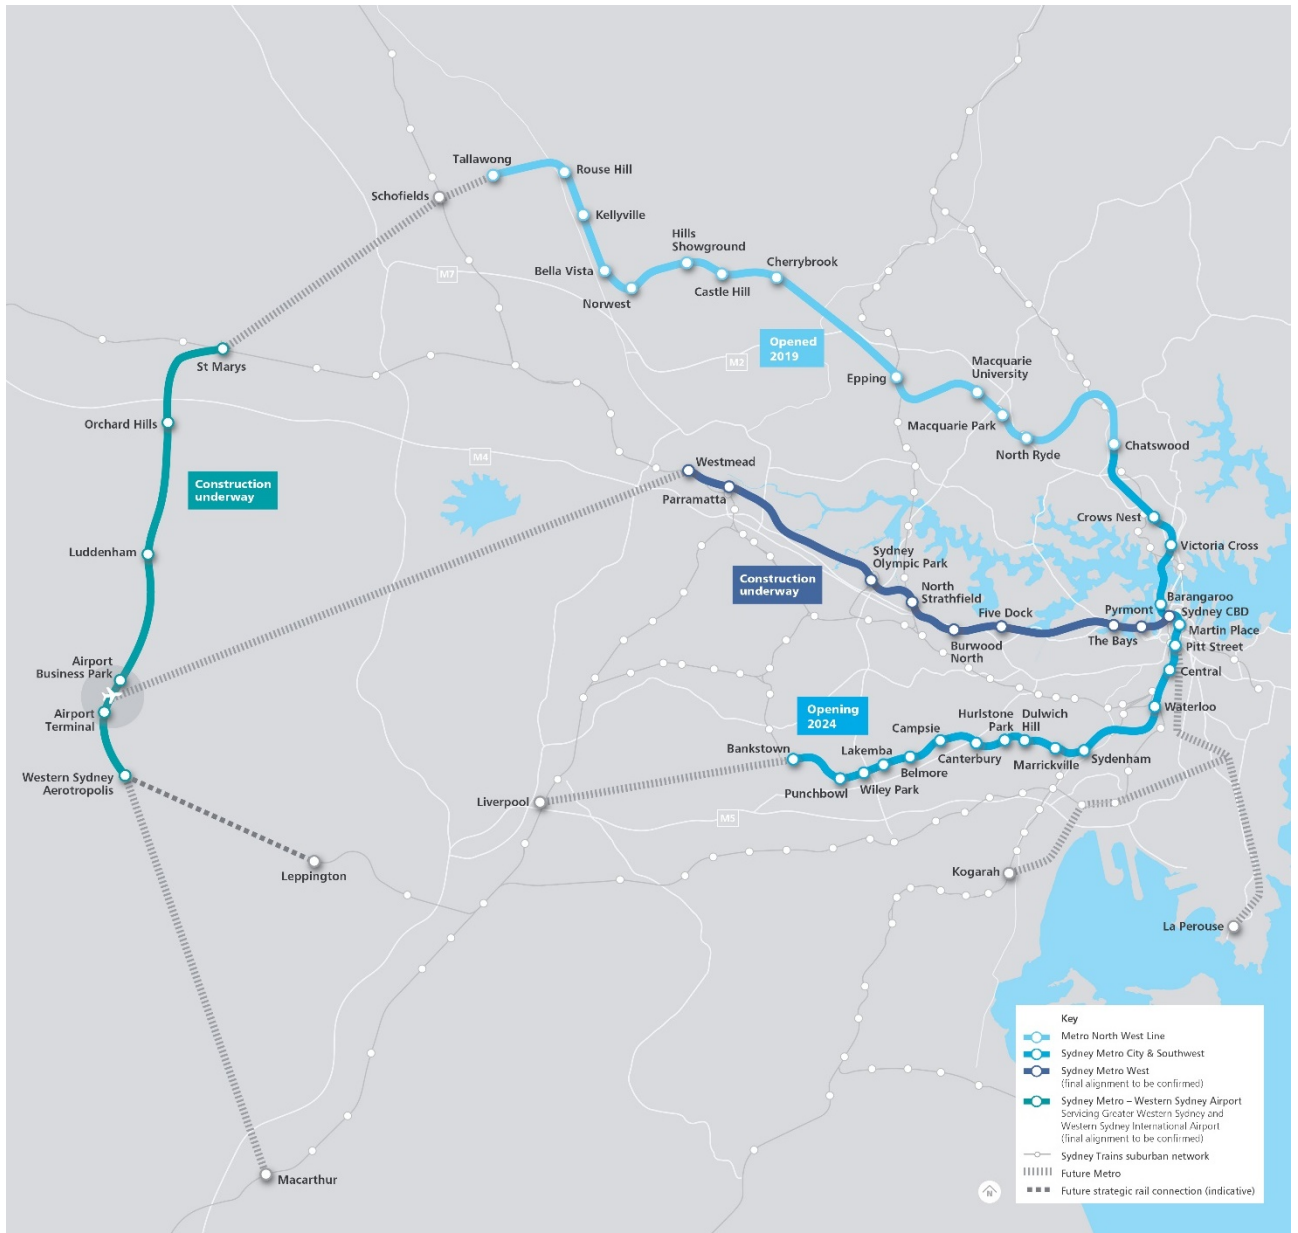 Tallawong
Rouse Hill
Schofields
Kellyville
Hills
Showground
Cherrybrook
M7
Bella Vista
Castle Hill
Norwest
Opened
2019
St Marys
M2
Macquarie
University
Epping
Orchard Hills
Macquarie Park
Chatswood
North Ryde
M4
Westmead
Construction
underway
Parramatta
Crows Nest
Luddenham
Victoria Cross
Sydney
Olympic Park
Construction
underway
North
Strathfield
Barangaroo
Five Dock
Pyrmont
Sydney CBD
Martin Place
The Bays
Burwood
North
Pitt Street
Airport
Business Park
Central
Airport
Terminal
Opening
2024
Waterloo
Hurlstone
Park
Dulwich
Hill
Campsie
Bankstown
Lakemba
Canterbury
Sydenham
Belmore
Marrickville
Western Sydney
Aerotropolis
Punchbowl
Wiley Park
Liverpool
M5
Leppington
Kogarah
La Perouse
Macarthur
Key
Metro North West Line
Sydney Metro City & Southwest
Sydney Metro West
(final alignment to be confirmed)
Sydney Metro – Western Sydney Airport
Servicing Greater Western Sydney and
Western Sydney International Airport
(final alignment to be confirmed)
Sydney Trains suburban network
Future Metro
Future strategic rail connection (indicative)
N